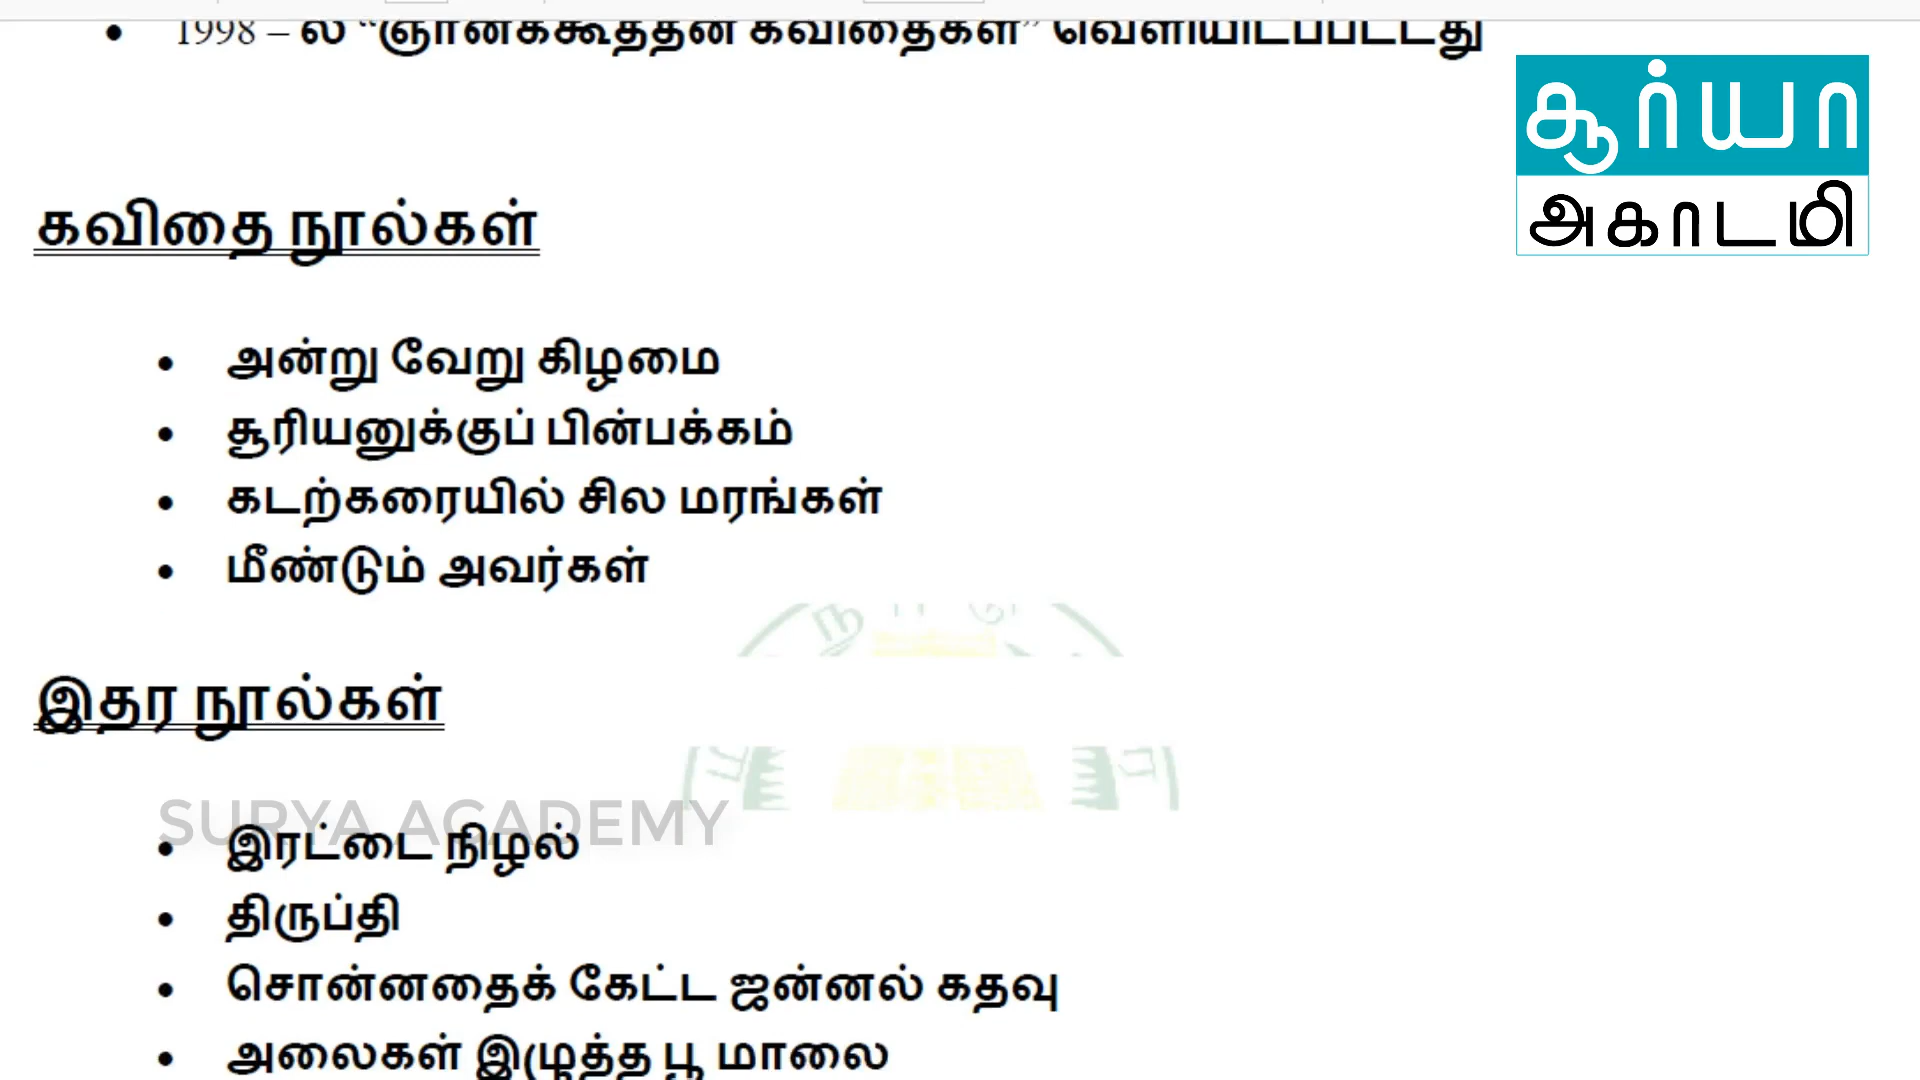 • 1998 – ல் “ஞானக்கூத்தன் கவிதைகள்” வெளியிடப்பட்டது
சூர்யா
அகாடமி
கவிதை நூல்கள்
• அன்று வேறு கிழமை
• சூரியனுக்குப் பின்பக்கம்
• கடற்கரையில் சில மரங்கள்
• மீண்டும் அவர்கள்
இதர நூல்கள்
SURYA ACADEMY
• இரட்டை நிழல்
• திருப்தி
• சொன்னதைக் கேட்ட ஜன்னல் கதவு
• அலைகள் இழுத்த பூ மாலை